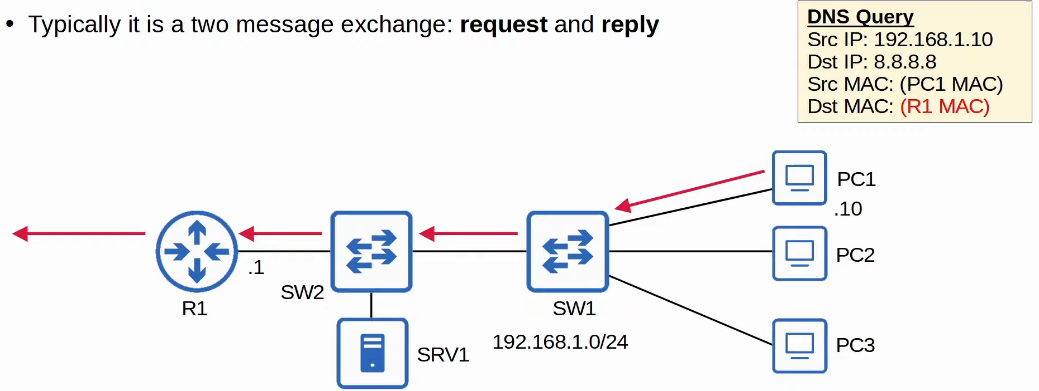 • Typically it is a two message exchange: request and reply
DNS Query
Src IP: 192.168.1.10
Dst IP: 8.8.8.8
Src MAC: (PC1 MAC)
Dst MAC: (R1 MAC)
PC1
.10
PC2
.1
SW2
R1
SW1
192.168.1.0/24
PC3
SRV1